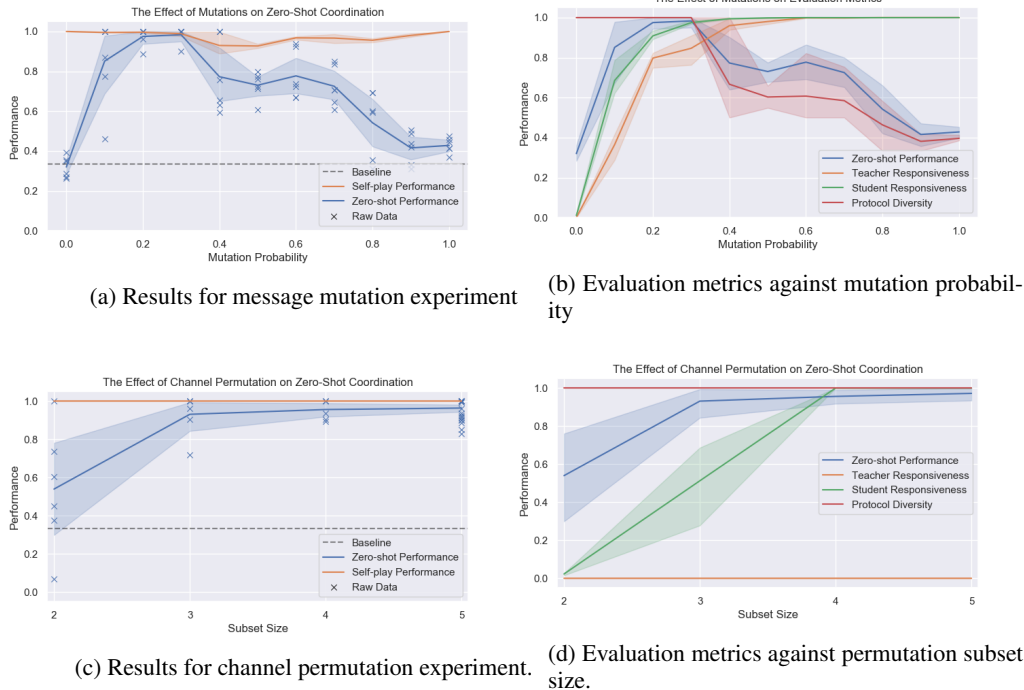 The Effect of Mutations on Zero-Shot Coordination
Performance
1.0
0.8
0.6
0.4
0.2
0.0
Baseline
Self-play Performance
Zero-shot Performance
Raw Data
0.0 0.2 0.4 0.6 0.8 1.0
Mutation Probability
(a) Results for message mutation experiment
The Effect of Mutations on Evaluation Metrics
Performance
1.0
0.8
0.6
0.4
0.2
0.0
Zero-shot Performance
Teacher Responsiveness
Student Responsiveness
Protocol Diversity
0.0 0.2 0.4 0.6 0.8 1.0
Mutation Probability
(b) Evaluation metrics against mutation probabil-
ity
The Effect of Channel Permutation on Zero-Shot Coordination
Performance
1.0
0.8
0.6
0.4
0.2
0.0
Baseline
Zero-shot Performance
Self-play Performance
Raw Data
2 3 4 5
Subset Size
(c) Results for channel permutation experiment.
The Effect of Channel Permutation on Zero-Shot Coordination
Performance
1.0
0.8
0.6
0.4
0.2
0.0
Zero-shot Performance
Teacher Responsiveness
Student Responsiveness
Protocol Diversity
2 3 4 5
Subset Size
(d) Evaluation metrics against permutation subset
size.